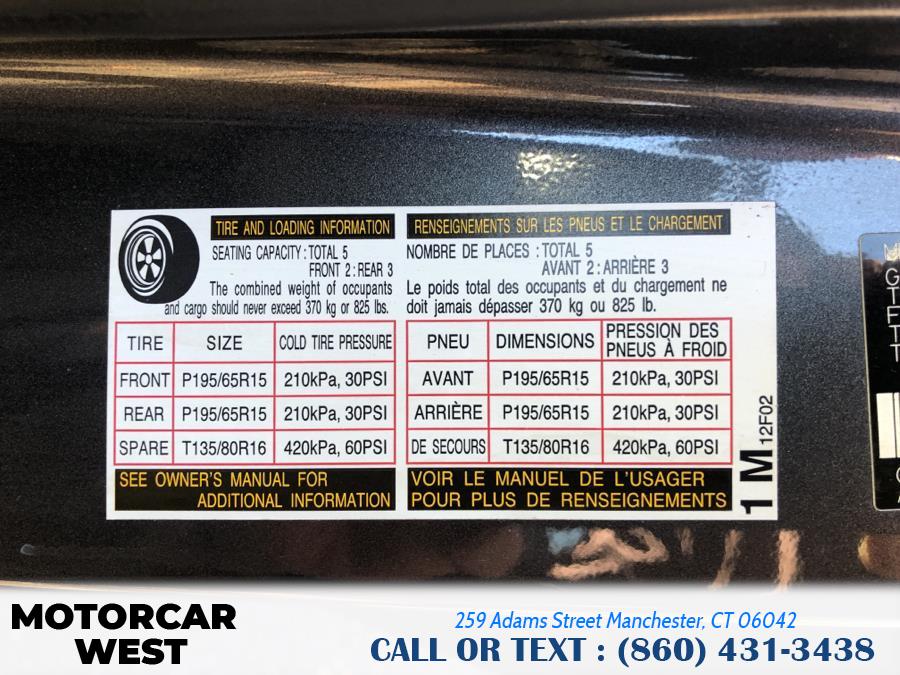 TIRE AND LOADING INFORMATION
SEATING CAPACITY : TOTAL 5
FRONT 2 : REAR 3
The combined weight of occupants
and cargo should never exceed 370 kg or 825 lbs.
TIRE SIZE COLD TIRE PRESSURE
FRONT P195/65R15 210kPa, 30PSI
REAR P195/65R15 210kPa, 30PSI
SPARE T135/80R16 420kPa, 60PSI
SEE OWNER'S MANUAL FOR
ADDITIONAL INFORMATION
RENSEIGNEMENTS SUR LES PNEUS ET LE CHARGEMENT
NOMBRE DE PLACES : TOTAL 5
AVANT 2 : ARRIÈRE 3
Le poids total des occupants et du chargement ne
doit jamais dépasser 370 kg ou 825 lb.
PNEU DIMENSIONS PRESSION DES
PNEUS À FROID
AVANT P195/65R15 210kPa, 30PSI
ARRIÈRE P195/65R15 210kPa, 30PSI
DE SECOURS T135/80R16 420kPa, 60PSI
VOIR LE MANUEL DE L'USAGER
POUR PLUS DE RENSEIGNEMENTS
1 M 12F02
MOTORCAR
WEST
259 Adams Street Manchester, CT 06042
CALL OR TEXT : (860) 431-3438